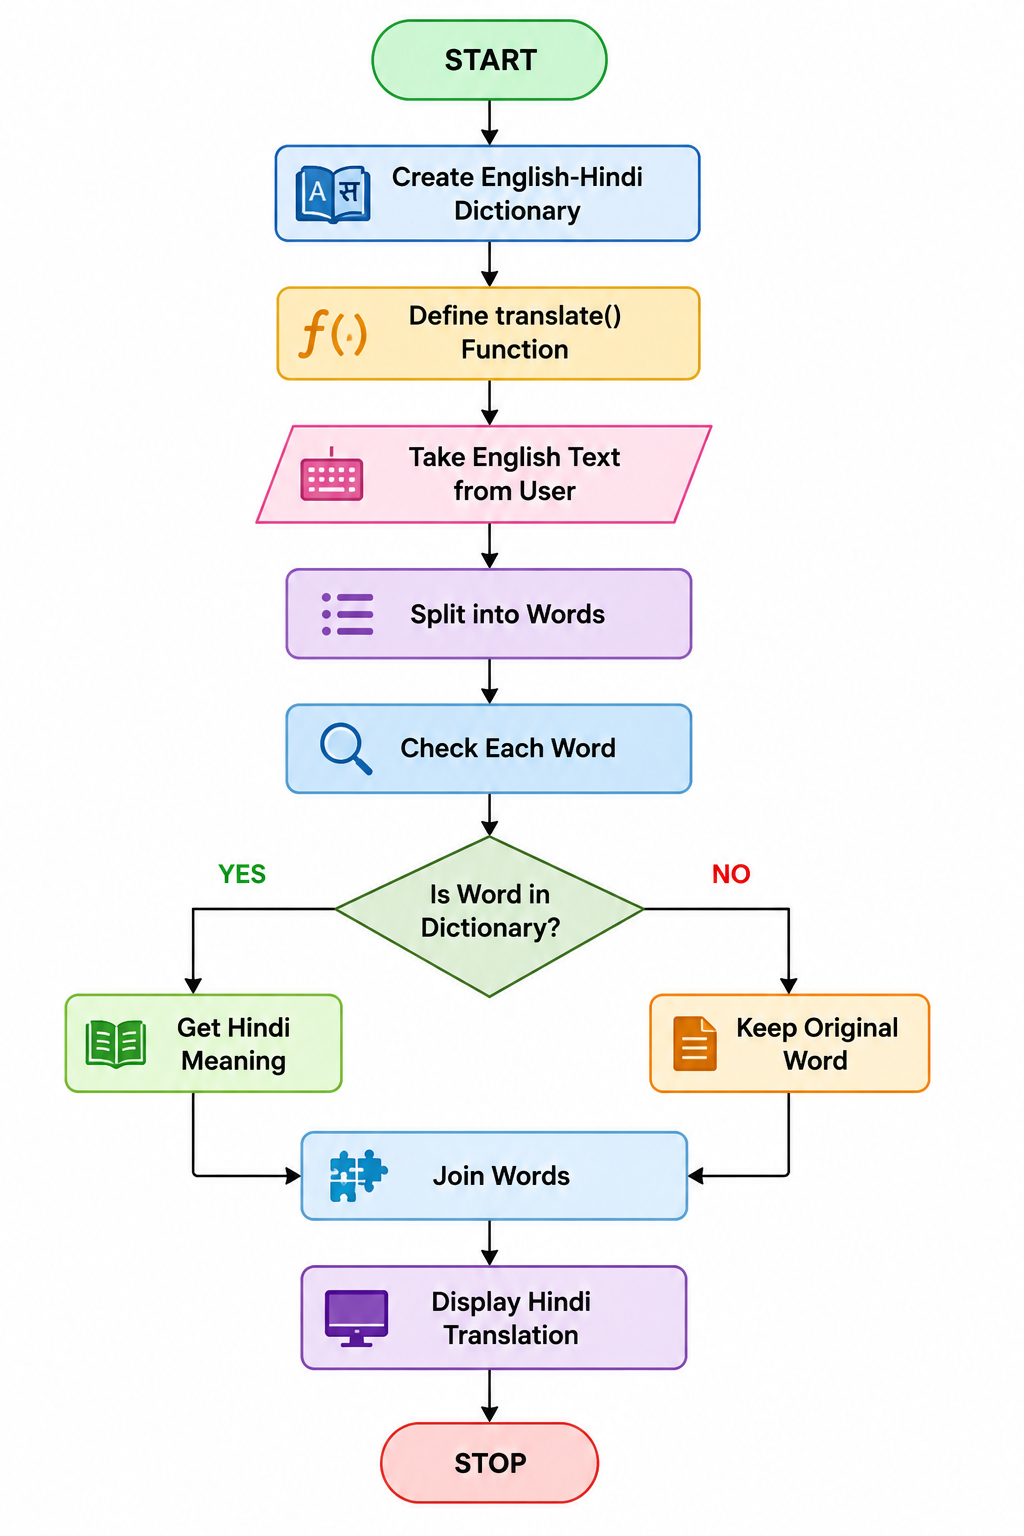 START
A स
Create English-Hindi
Dictionary
f(.)
Define translate()
Function
Take English Text
from User
Split into Words
Check Each Word
YES
NO
Is Word in
Dictionary?
Get Hindi
Meaning
Keep Original
Word
Join Words
Display Hindi
Translation
STOP